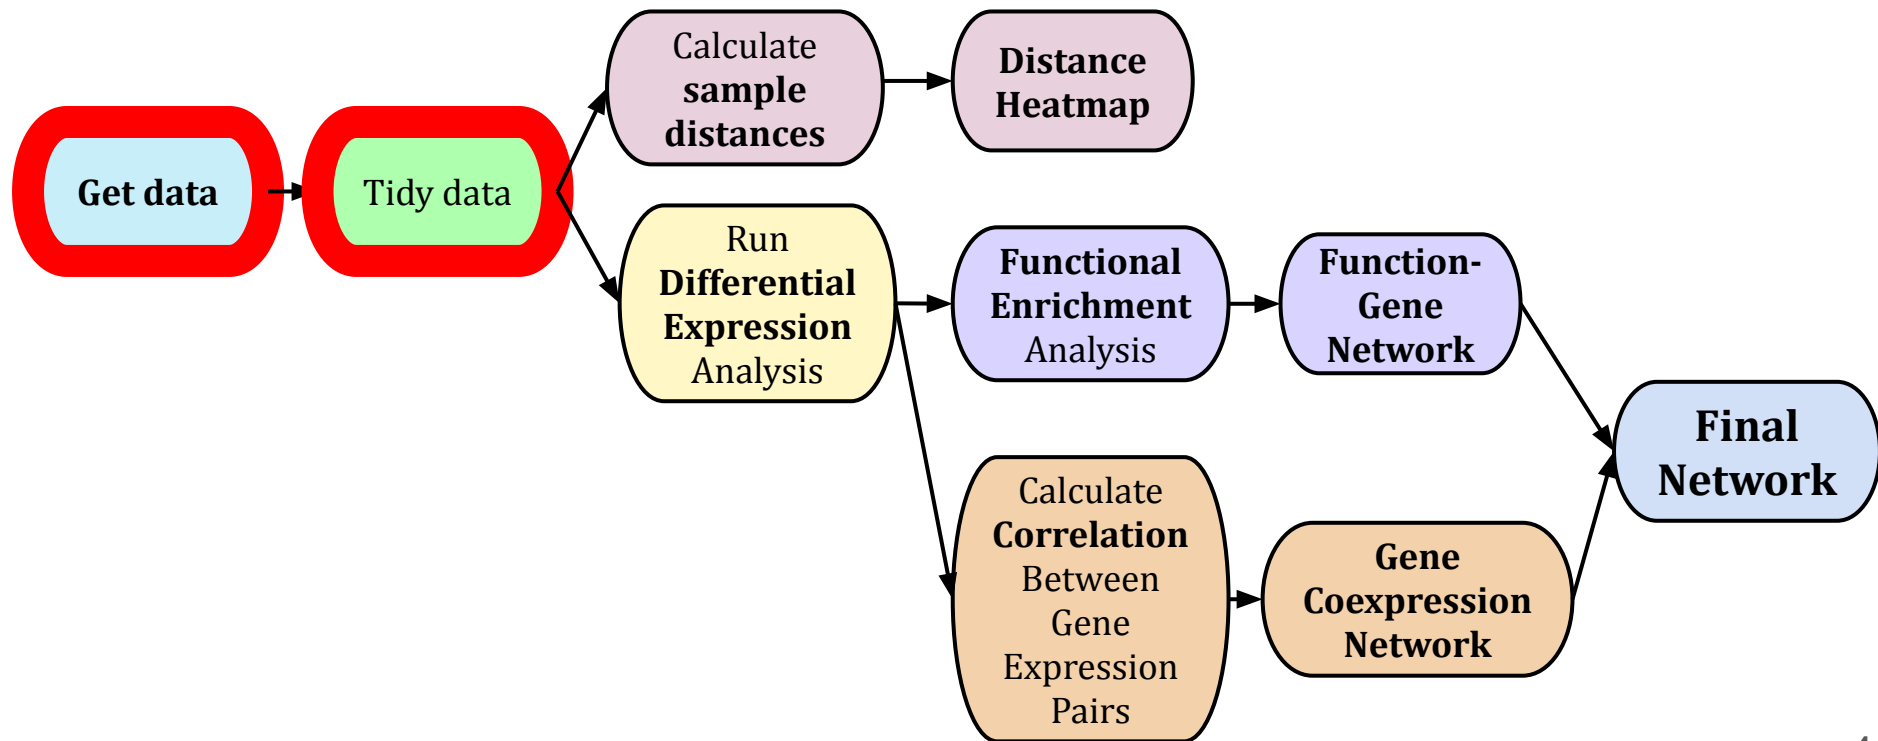 Get data
Tidy data
Calculate
sample
distances
Distance
Heatmap
Run
Differential
Expression
Analysis
Functional
Enrichment
Analysis
Function-
Gene
Network
Calculate
Correlation
Between
Gene
Expression
Pairs
Gene
Coexpression
Network
Final
Network